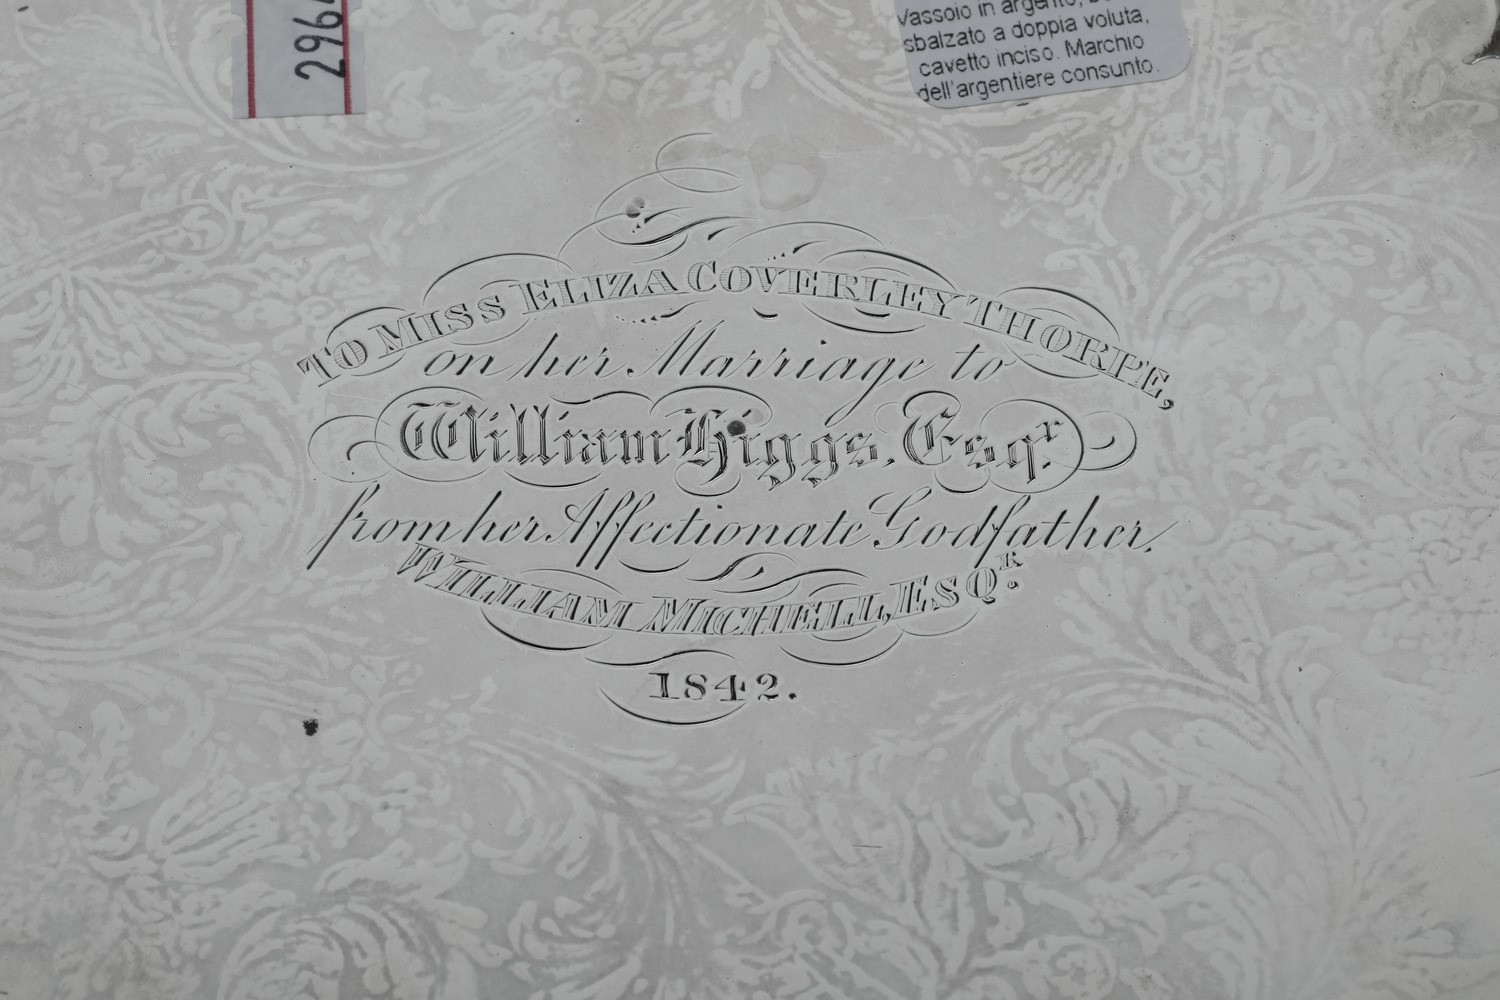 296
Vassoio in argento,
sbalzato a doppia voluta,
cavetto inciso. Marchio
dell'argentiere consunto.
TO MISS ELIZA COVERLEY THORPE,
on her Marriage to
William Higgs, Esqr.
from her Affectionate Godfather,
WILLIAM MICHELL, ESQR.
1842.